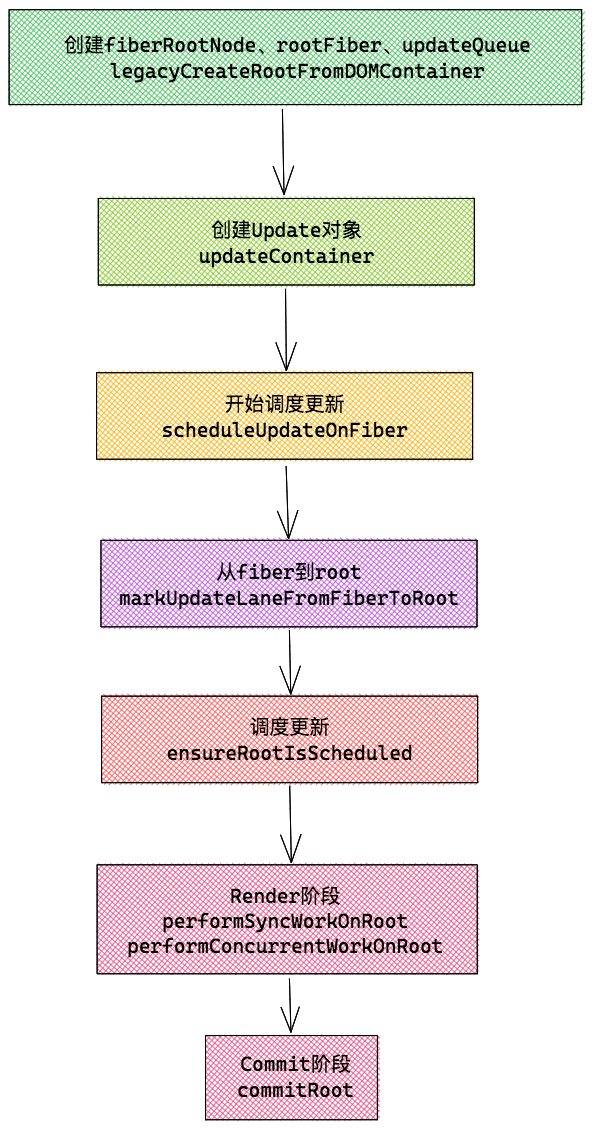 创建fiberRootNode、rootFiber、updateQueue
legacyCreateRootFromDOMContainer
创建Update对象
updateContainer
开始调度更新
scheduleUpdateOnFiber
从fiber到root
markUpdateLaneFromFiberToRoot
调度更新
ensureRootIsScheduled
Render阶段
performSyncWorkOnRoot
performConcurrentWorkOnRoot
Commit阶段
commitRoot